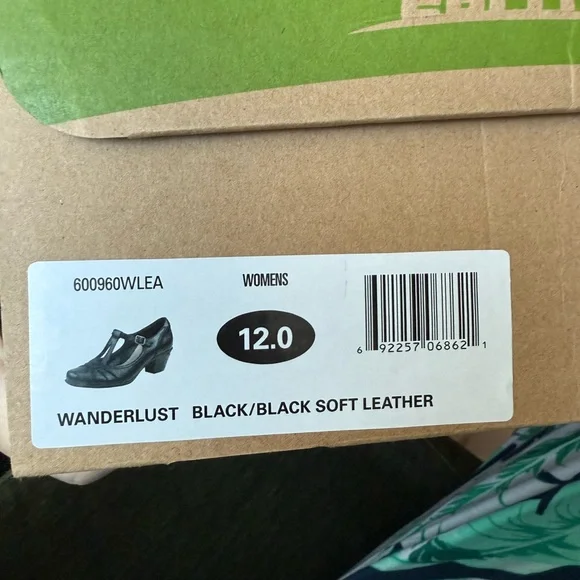 600960WLEA WOMENS
12.0
6 92257 06862 1
WANDERLUST BLACK/BLACK SOFT LEATHER